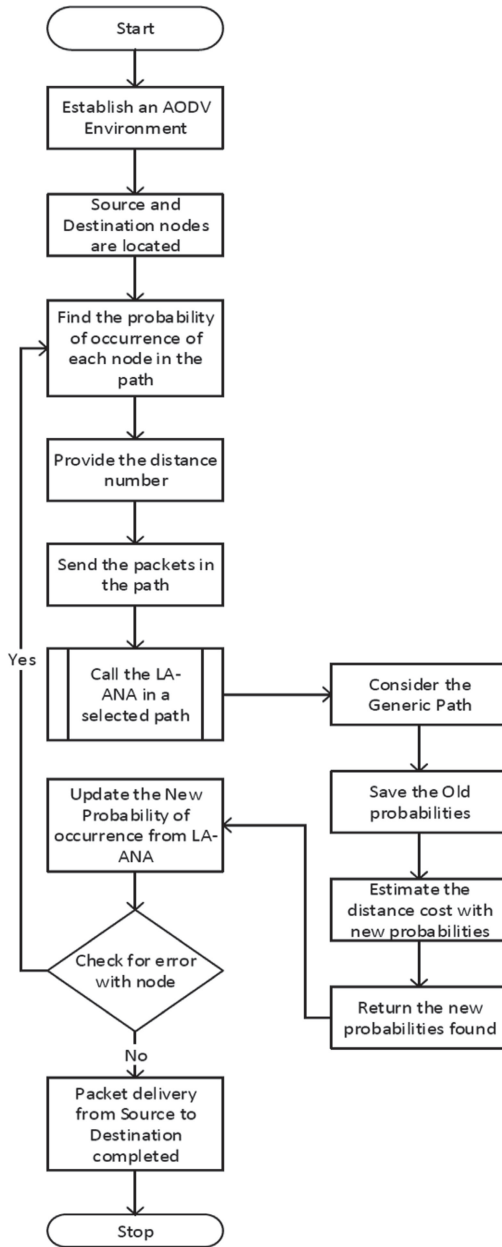 Start
Establish an AODV
Environment
Source and
Destination nodes
are located
Find the probability
of occurrence of
each node in the
path
Provide the distance
number
Send the packets in
the path
Yes
Call the LA-
ANA in a
selected path
Consider the
Generic Path
Save the Old
probabilities
Estimate the
distance cost with
new probabilities
Return the new
probabilities found
Update the New
Probability of
occurrence from LA-
ANA
Check for error
with node
No
Packet delivery
from Source to
Destination
completed
Stop